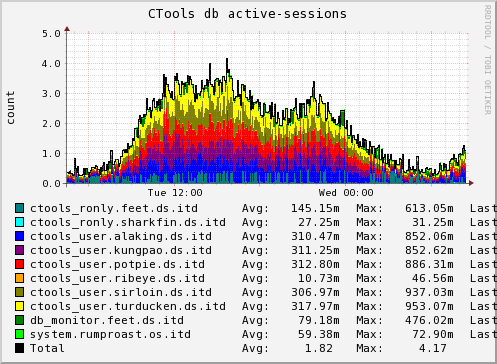 CTools db active-sessions
RRDTOOL / TOBI OETIKER
count
5.0
4.0
3.0
2.0
1.0
0.0
Tue 12:00 Wed 00:00
ctools_ronly.feet.ds.itd Avg: 145.15m Max: 613.05m Last
ctools_ronly.sharkfin.ds.itd Avg: 27.25m Max: 31.25m Last
ctools_user.alaking.ds.itd Avg: 310.47m Max: 852.06m Last
ctools_user.kungpao.ds.itd Avg: 311.25m Max: 852.62m Last
ctools_user.potpie.ds.itd Avg: 312.80m Max: 886.31m Last
ctools_user.ribeye.ds.itd Avg: 10.73m Max: 46.56m Last
ctools_user.sirloin.ds.itd Avg: 306.97m Max: 937.03m Last
ctools_user.turducken.ds.itd Avg: 317.97m Max: 953.07m Last
db_monitor.feet.ds.itd Avg: 79.18m Max: 476.02m Last
system.rumproast.os.itd Avg: 59.38m Max: 72.90m Last
Total Avg: 1.82 Max: 4.17 Last